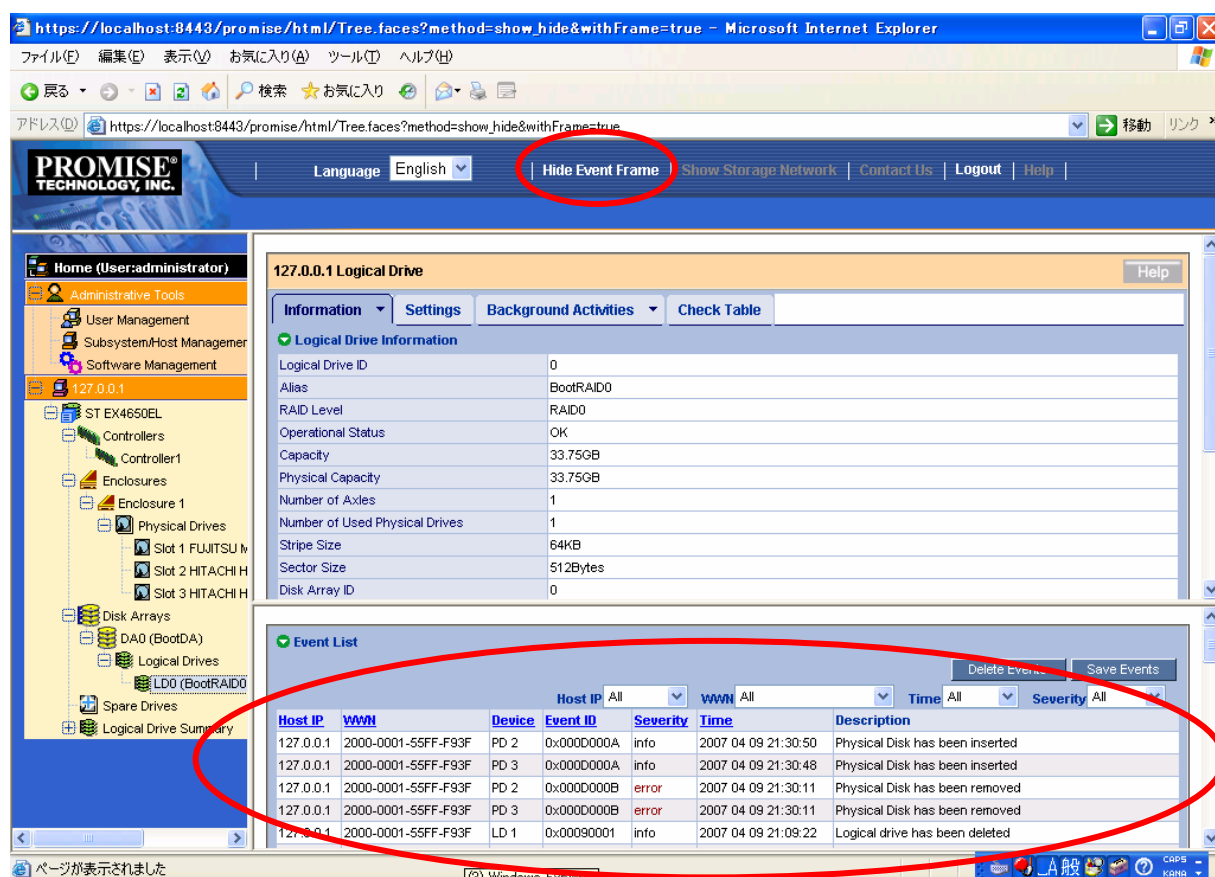 https://localhost:8443/promise/html/Tree.faces?method=show_hide&withFrame=true - Microsoft Internet Explorer
ファイル(F) 編集(E) 表示(V) お気に入り(A) ツール(T) ヘルプ(H)
戻る 検索 お気に入り
アドレス(D) https://localhost:8443/promise/html/Tree.faces?method=show_hide&withFrame=true 移動 リンク »
PROMISE®
TECHNOLOGY, INC.
| Language English | Hide Event Frame | Show Storage Network | Contact Us | Logout | Help |
Home (User:administrator)
Administrative Tools
User Management
Subsystem/Host Managemer
Software Management
127.0.0.1
ST EX4650EL
Controllers
Controller1
Enclosures
Enclosure 1
Physical Drives
Slot 1 FUJITSU M
Slot 2 HITACHI H
Slot 3 HITACHI H
Disk Arrays
DA0 (BootDA)
Logical Drives
LD0 (BootRAID0
Spare Drives
Logical Drive Summary
127.0.0.1 Logical Drive Help
Information Settings Background Activities Check Table
Logical Drive Information
Logical Drive ID 0
Alias BootRAID0
RAID Level RAID0
Operational Status OK
Capacity 33.75GB
Physical Capacity 33.75GB
Number of Axles 1
Number of Used Physical Drives 1
Stripe Size 64KB
Sector Size 512Bytes
Disk Array ID 0
Event List
Delete Events Save Events
Host IP All WWN All Time All Severity All
Host IP WWN Device Event ID Severity Time Description
127.0.0.1 2000-0001-55FF-F93F PD 2 0x000D000A info 2007 04 09 21:30:50 Physical Disk has been inserted
127.0.0.1 2000-0001-55FF-F93F PD 3 0x000D000A info 2007 04 09 21:30:48 Physical Disk has been inserted
127.0.0.1 2000-0001-55FF-F93F PD 2 0x000D000B error 2007 04 09 21:30:11 Physical Disk has been removed
127.0.0.1 2000-0001-55FF-F93F PD 3 0x000D000B error 2007 04 09 21:30:11 Physical Disk has been removed
127.0.0.1 2000-0001-55FF-F93F LD 1 0x00090001 info 2007 04 09 21:09:22 Logical drive has been deleted
ページが表示されました
A般 CAPS KANA